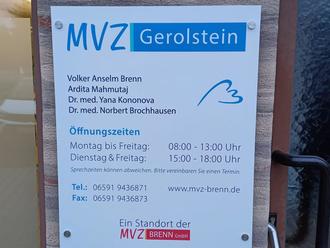 MVZ Gerolstein
Volker Anselm Brenn
Ardita Mahmutaj
Dr. med. Yana Kononova
Dr. med. Norbert Brochhausen
Öffnungszeiten
Montag bis Freitag: 08:00 - 13:00 Uhr
Dienstag & Freitag: 15:00 - 18:00 Uhr
Sprechzeiten können abweichen. Bitte vereinbaren Sie einen Termin.
Tel.: 06591 9436871 www.mvz-brenn.de
Fax: 06591 9436873
Ein Standort der
MVZ BRENN GmbH